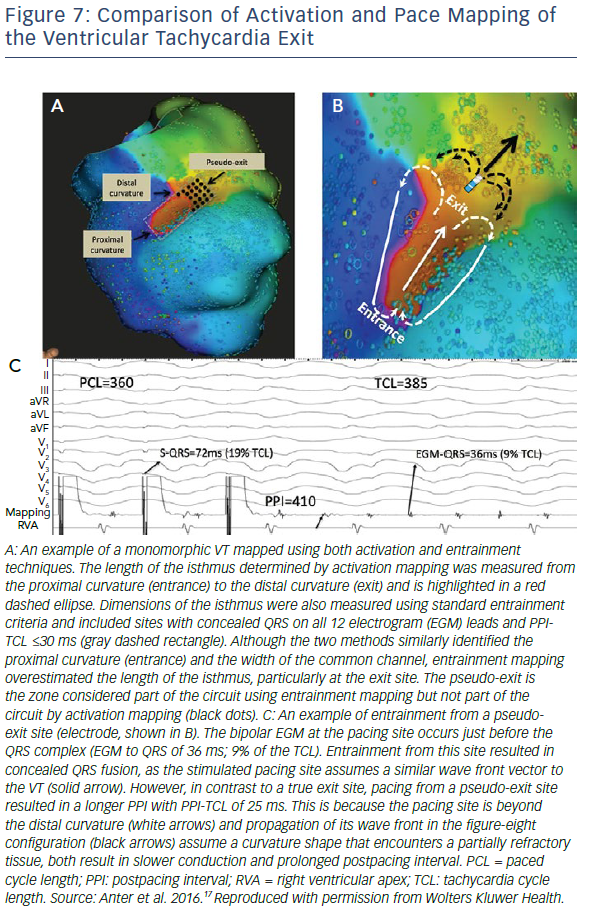 Figure 7: Comparison of Activation and Pace Mapping of
the Ventricular Tachycardia Exit
A
Pseudo-exit
Distal
curvature
Proximal
curvature
B
Exit
Entrance
C
I
II
III
aVR
aVL
aVF
V1
V2
V3
V4
V5
V6
Mapping
RVA
PCL=360
TCL=385
S-QRS=72ms (19% TCL)
EGM-QRS=36ms (9% TCL)
PPI=410
A: An example of a monomorphic VT mapped using both activation and entrainment
techniques. The length of the isthmus determined by activation mapping was measured from
the proximal curvature (entrance) to the distal curvature (exit) and is highlighted in a red
dashed ellipse. Dimensions of the isthmus were also measured using standard entrainment
criteria and included sites with concealed QRS on all 12 electrogram (EGM) leads and PPI-
TCL ≤30 ms (gray dashed rectangle). Although the two methods similarly identified the
proximal curvature (entrance) and the width of the common channel, entrainment mapping
overestimated the length of the isthmus, particularly at the exit site. The pseudo-exit is
the zone considered part of the circuit using entrainment mapping but not part of the
circuit by activation mapping (black dots). C: An example of entrainment from a pseudo-
exit site (electrode, shown in B). The bipolar EGM at the pacing site occurs just before the
QRS complex (EGM to QRS of 36 ms; 9% of the TCL). Entrainment from this site resulted in
concealed QRS fusion, as the stimulated pacing site assumes a similar wave front vector to
the VT (solid arrow). However, in contrast to a true exit site, pacing from a pseudo-exit site
resulted in a longer PPI with PPI-TCL of 25 ms. This is because the pacing site is beyond
the distal curvature (white arrows) and propagation of its wave front in the figure-eight
configuration (black arrows) assume a curvature shape that encounters a partially refractory
tissue, both result in slower conduction and prolonged postpacing interval. PCL = paced
cycle length; PPI: postpacing interval; RVA = right ventricular apex; TCL: tachycardia cycle
length. Source: Anter et al. 2016.17 Reproduced with permission from Wolters Kluwer Health.